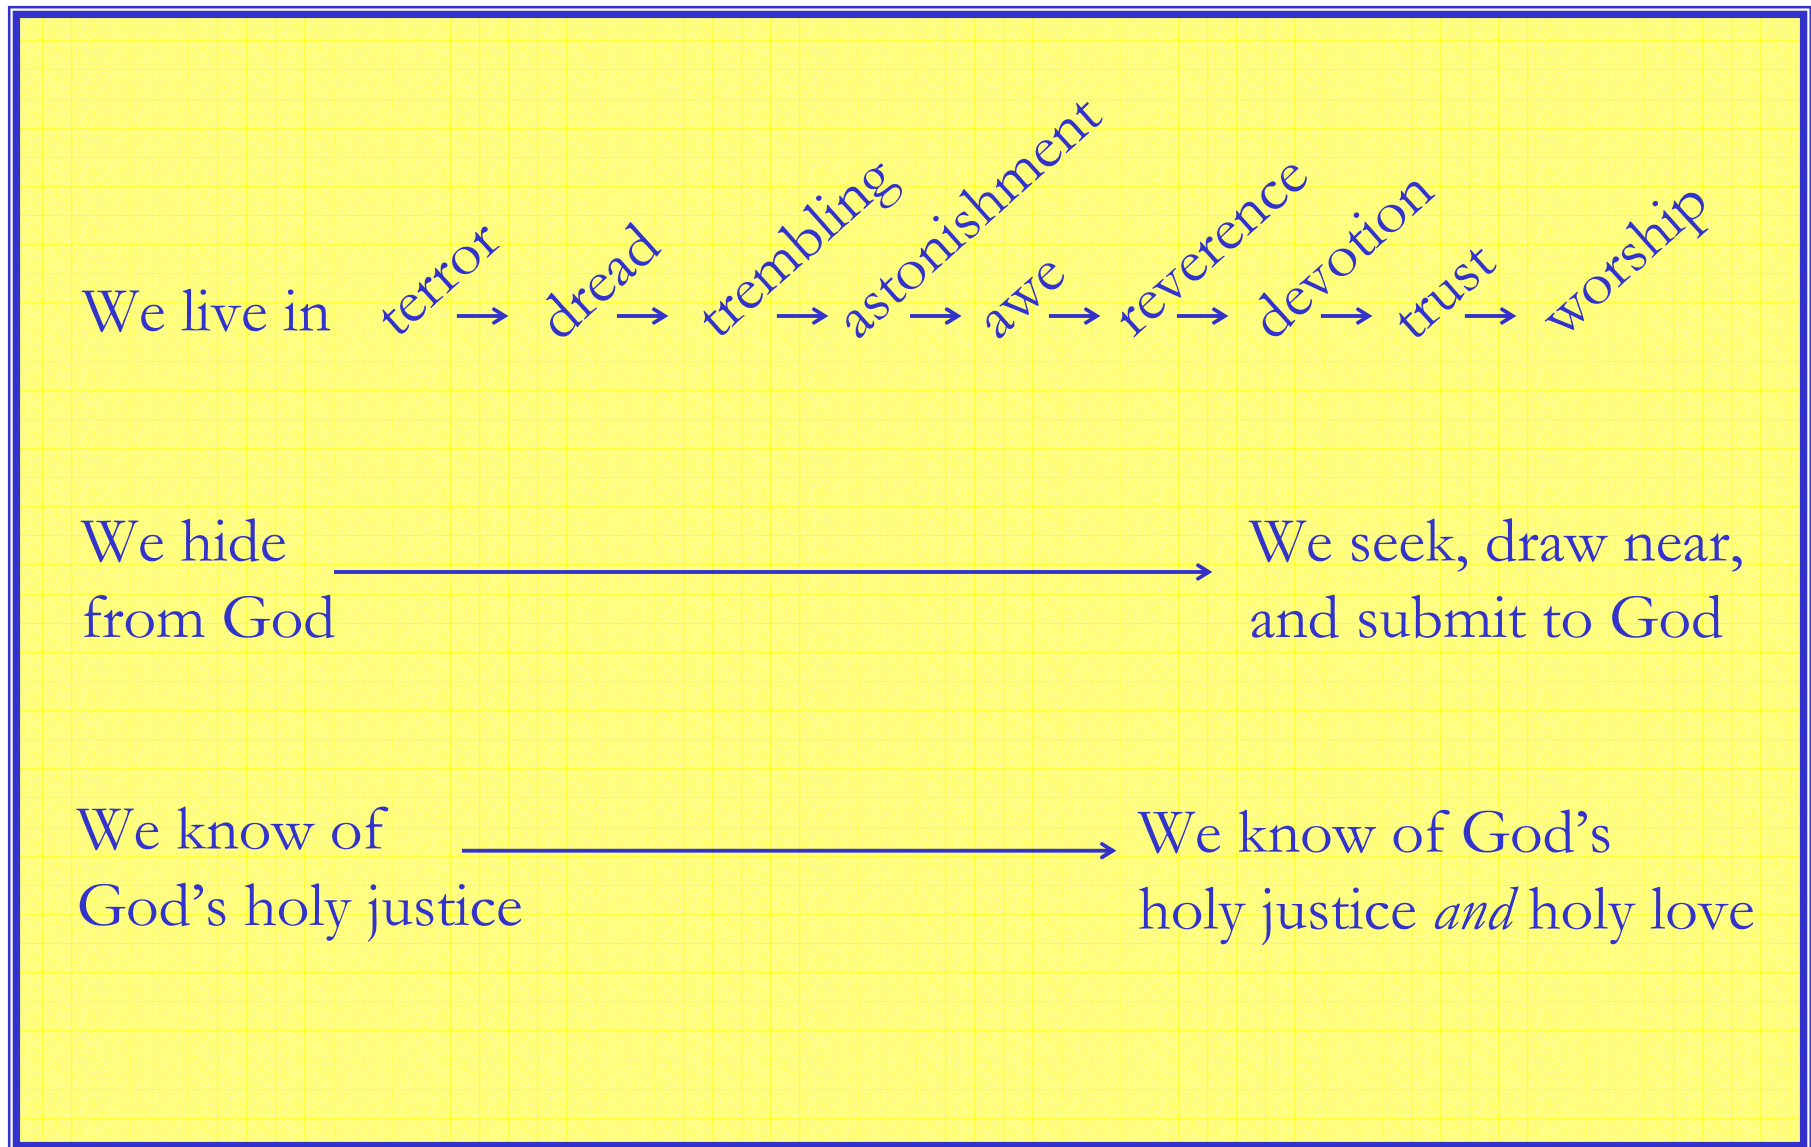 We live in terror → dread → trembling → astonishment → awe → reverence → devotion → trust → worship
We hide
from God
We seek, draw near,
and submit to God
We know of
God’s holy justice
We know of God’s
holy justice and holy love